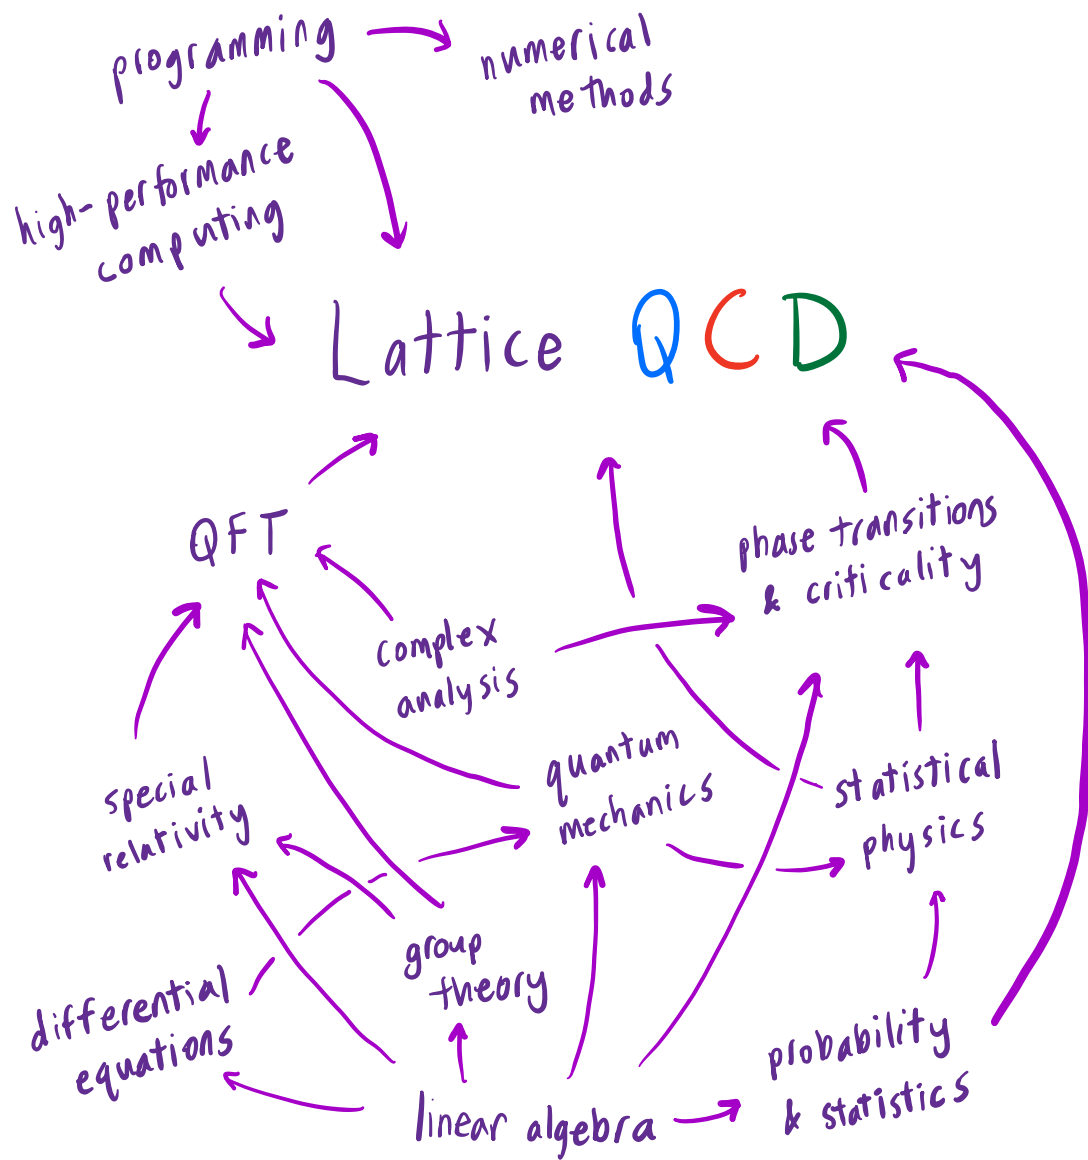 programming
numerical
methods
high-performance
computing
Lattice QCD
QFT
phase transitions
& criticality
complex
analysis
special
relativity
quantum
mechanics
statistical
physics
group
theory
differential
equations
linear algebra
probability
& statistics